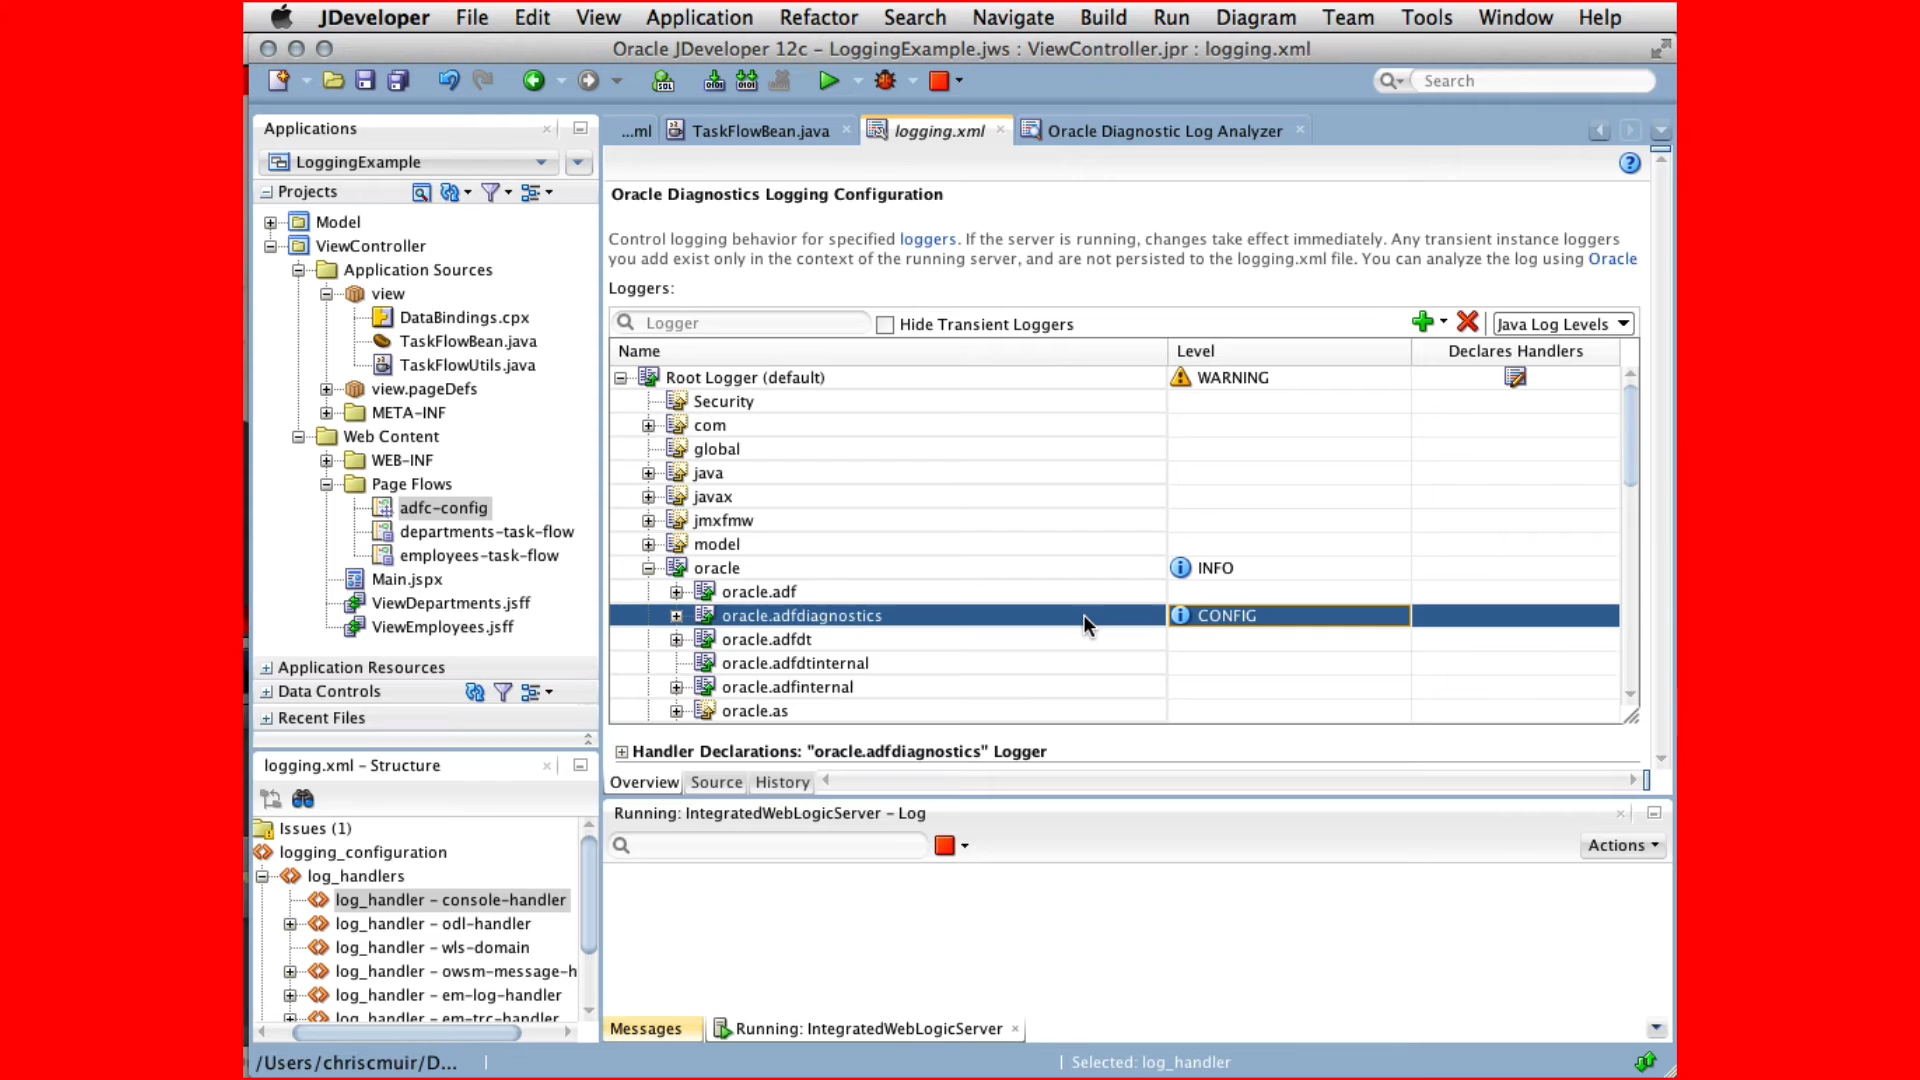 JDeveloper File Edit View Application Refactor Search Navigate Build Run Diagram Team Tools Window Help
Oracle JDeveloper 12c – LoggingExample.jws : ViewController.jpr : logging.xml
Search
Applications
LoggingExample
Projects
Model
ViewController
Application Sources
view
DataBindings.cpx
TaskFlowBean.java
TaskFlowUtils.java
view.pageDefs
META-INF
Web Content
WEB-INF
Page Flows
adfc-config
departments-task-flow
employees-task-flow
Main.jspx
ViewDepartments.jsff
ViewEmployees.jsff
Application Resources
Data Controls
Recent Files
logging.xml – Structure
Issues (1)
logging_configuration
log_handlers
log_handler – console-handler
log_handler – odl-handler
log_handler – wls-domain
log_handler – owsm-message-h
log_handler – em-log-handler
log_handler – em-trc-handler
...ml TaskFlowBean.java logging.xml Oracle Diagnostic Log Analyzer
Oracle Diagnostics Logging Configuration
Control logging behavior for specified loggers. If the server is running, changes take effect immediately. Any transient instance loggers
you add exist only in the context of the running server, and are not persisted to the logging.xml file. You can analyze the log using Oracle
Loggers:
Logger Hide Transient Loggers Java Log Levels
Name Level Declares Handlers
Root Logger (default) WARNING
Security
com
global
java
javax
jmxfmw
model
oracle INFO
oracle.adf
oracle.adfdiagnostics CONFIG
oracle.adfdt
oracle.adfdtinternal
oracle.adfinternal
oracle.as
Handler Declarations: "oracle.adfdiagnostics" Logger
Overview Source History
Running: IntegratedWebLogicServer – Log
Actions
Messages Running: IntegratedWebLogicServer
/Users/chriscmuir/D... Selected: log_handler